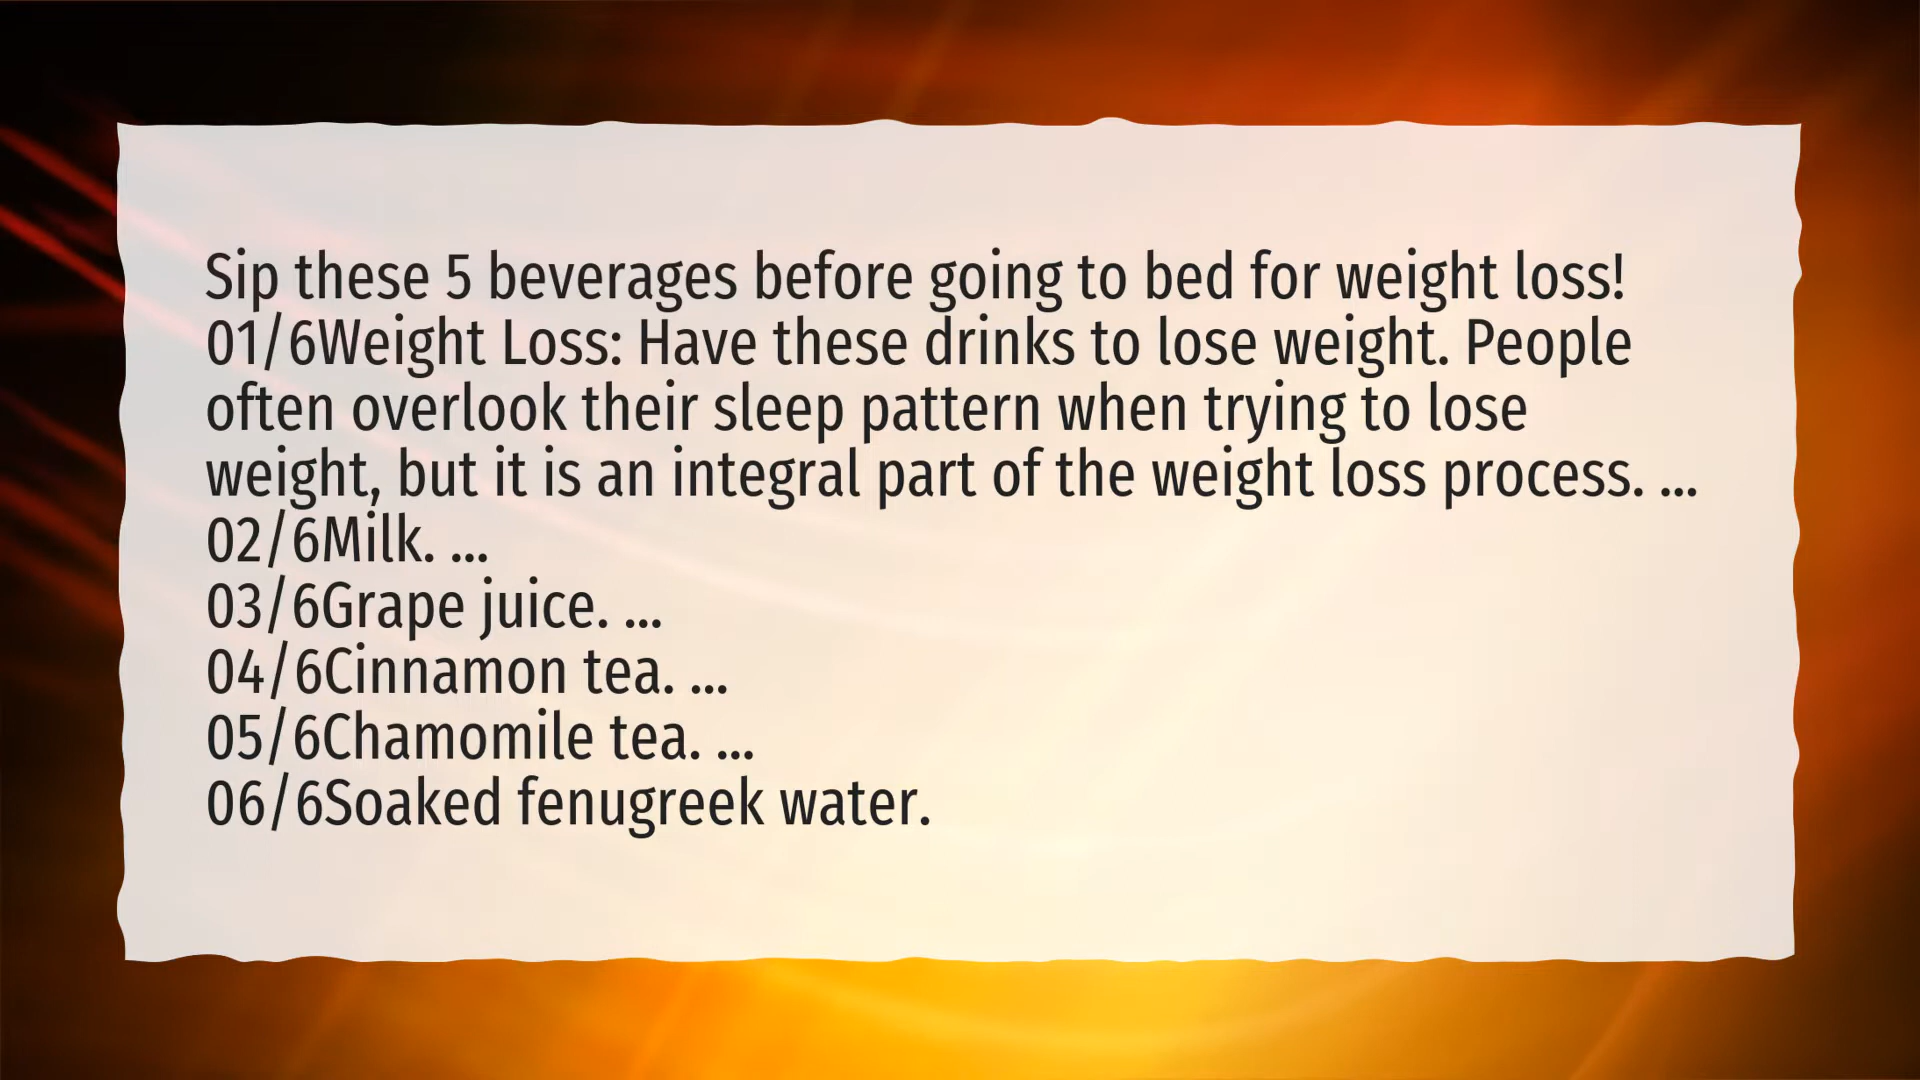 Sip these 5 beverages before going to bed for weight loss!
01/6Weight Loss: Have these drinks to lose weight. People
often overlook their sleep pattern when trying to lose
weight, but it is an integral part of the weight loss process. ...
02/6Milk. ...
03/6Grape juice. ...
04/6Cinnamon tea. ...
05/6Chamomile tea. ...
06/6Soaked fenugreek water.